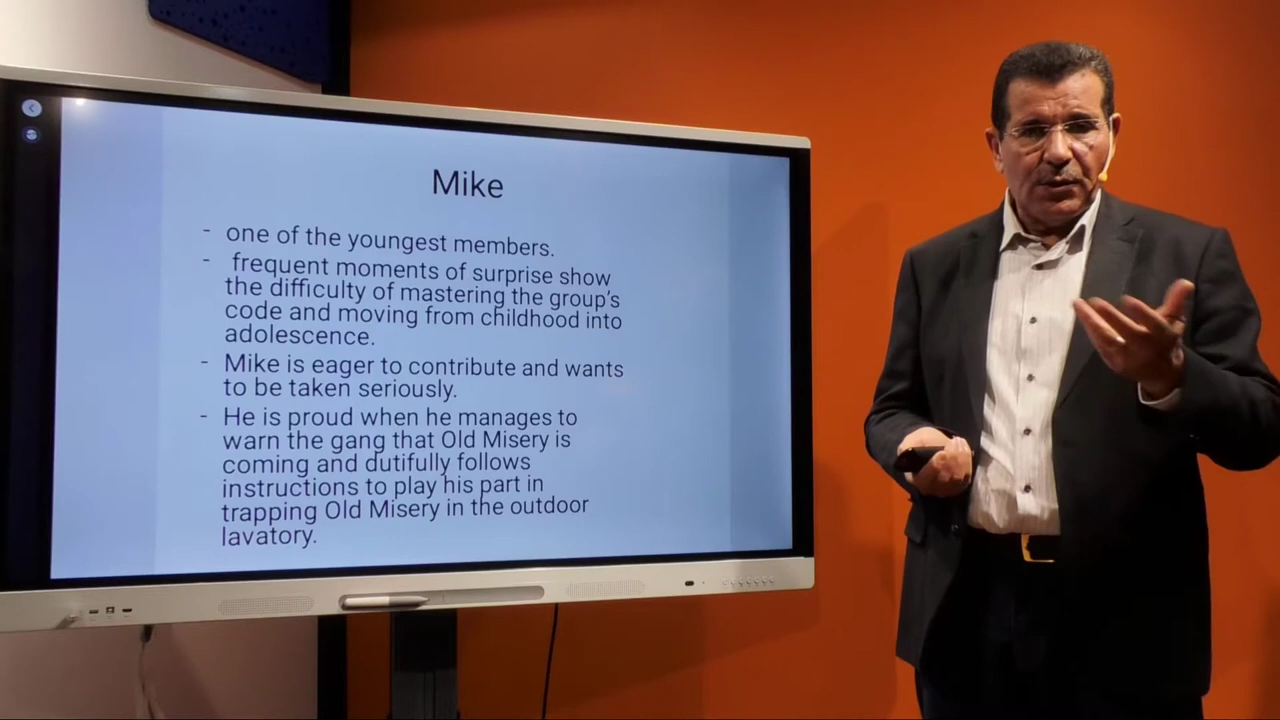 Mike
- one of the youngest members.
- frequent moments of surprise show
the difficulty of mastering the group's
code and moving from childhood into
adolescence.
- Mike is eager to contribute and wants
to be taken seriously.
- He is proud when he manages to
warn the gang that Old Misery is
coming and dutifully follows
instructions to play his part in
trapping Old Misery in the outdoor
lavatory.